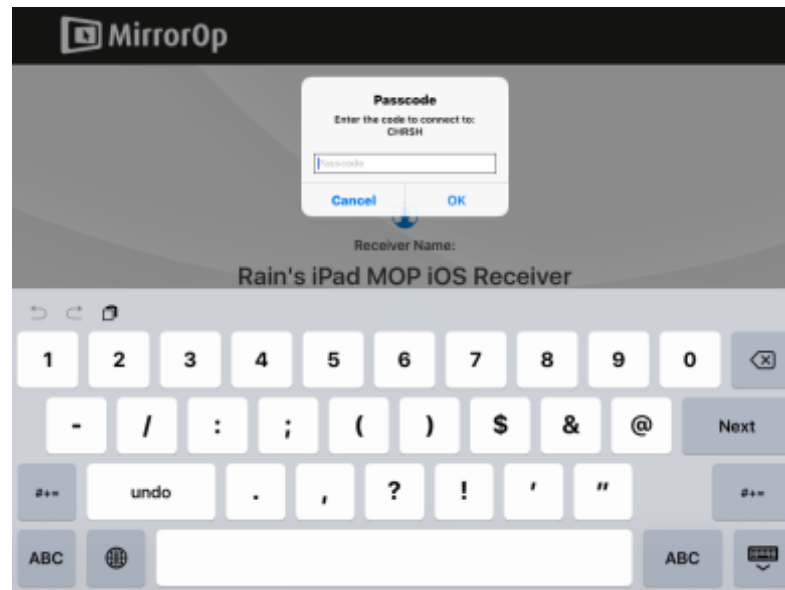 MirrorOp
Passcode
Enter the code to connect to:
CHRSH
Passcode
Cancel OK
Receiver Name:
Rain's iPad MOP iOS Receiver
1 2 3 4 5 6 7 8 9 0
- / : ; ( ) $ & @ Next
#+= undo . , ? ! ' " #+=
ABC ABC